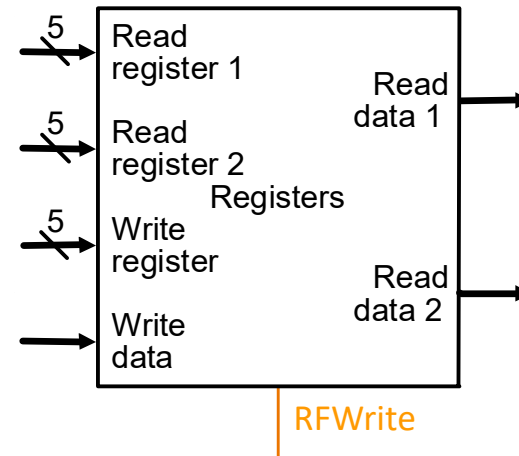 5
Read
register 1
Read
data 1
5
Read
register 2
Registers
5
Write
register
Read
data 2
Write
data
RFWrite